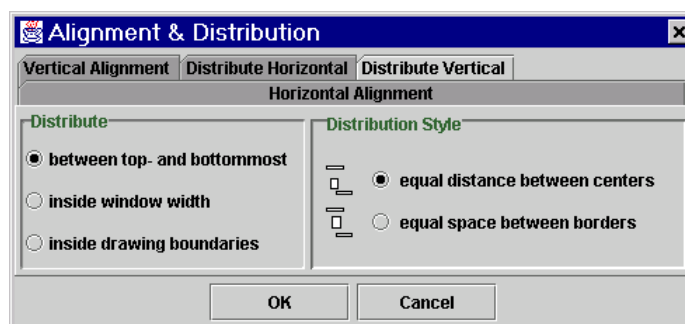 Alignment & Distribution
Vertical Alignment Distribute Horizontal Distribute Vertical
Horizontal Alignment
Distribute
between top- and bottommost
inside window width
inside drawing boundaries
Distribution Style
equal distance between centers
equal space between borders
OK Cancel